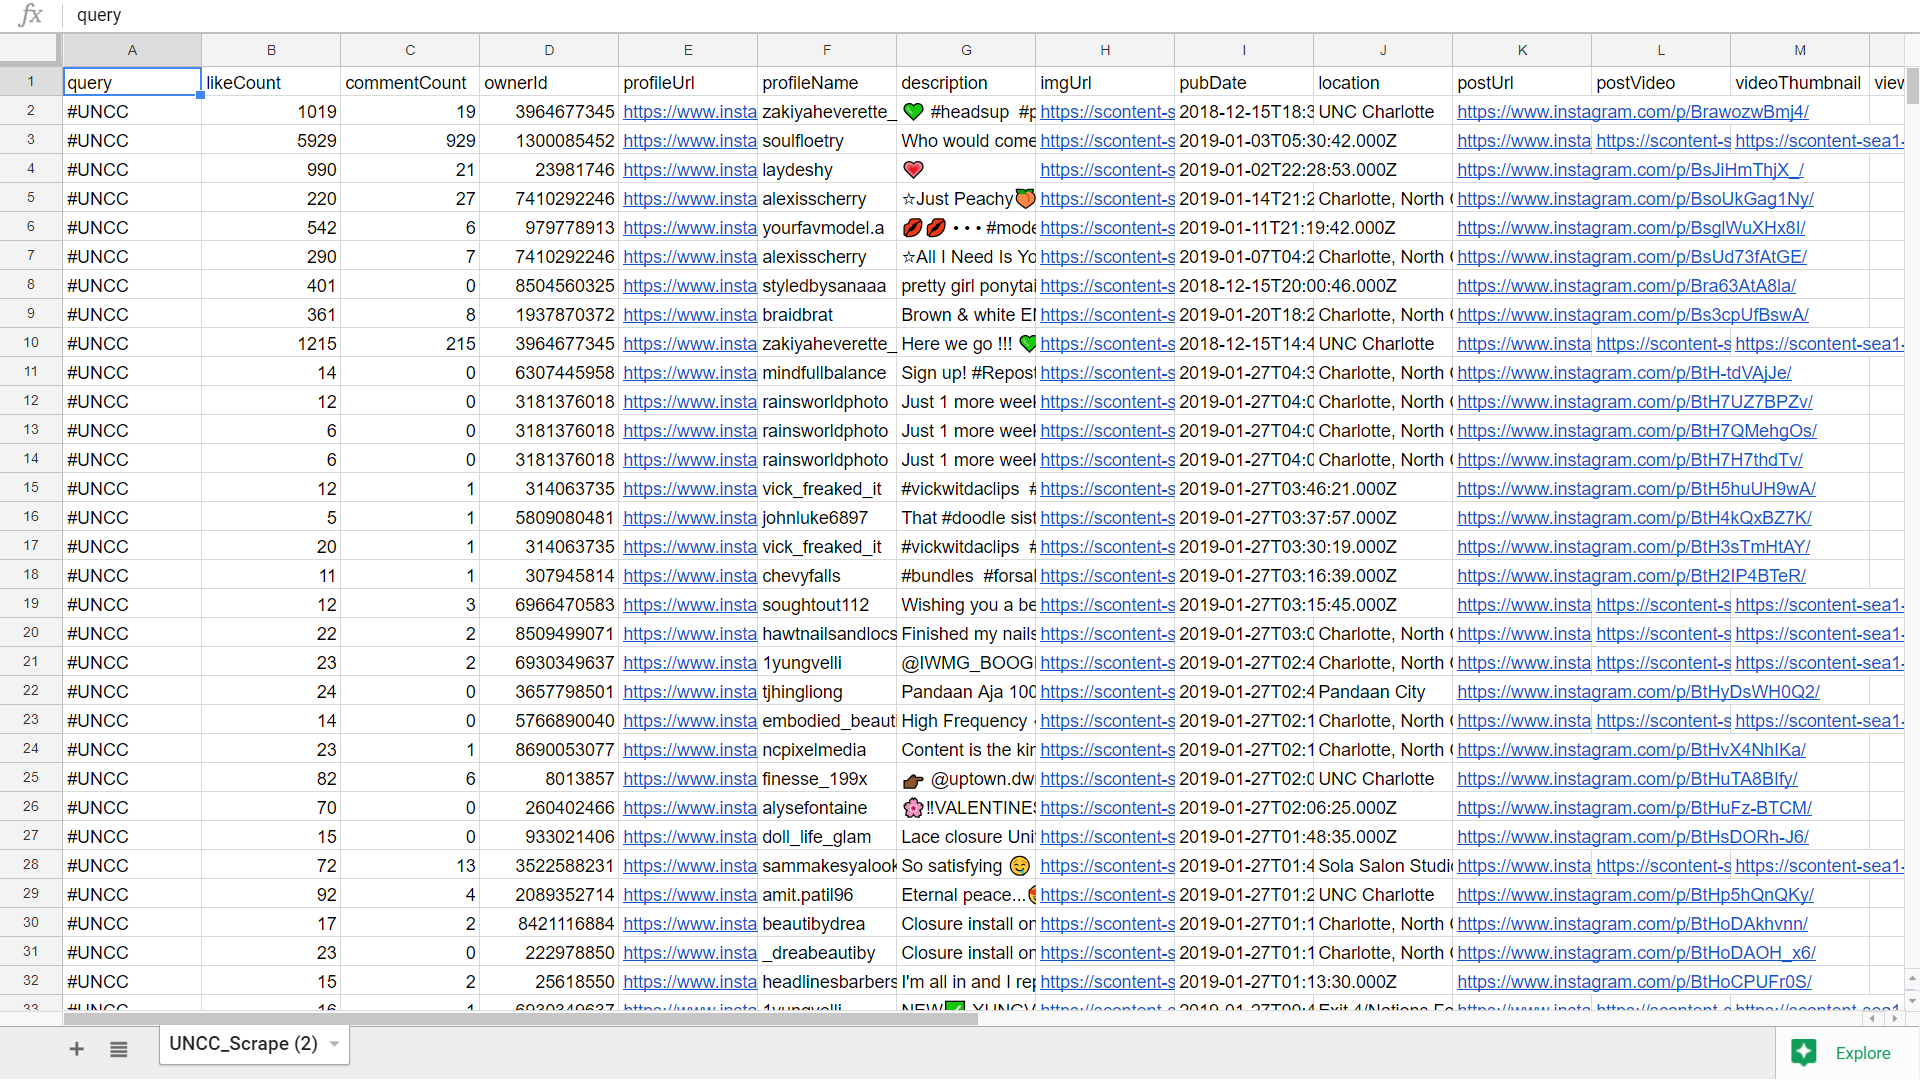 fx query
A B C D E F G H I J K L M
1 query likeCount commentCount ownerId profileUrl profileName description imgUrl pubDate location postUrl postVideo videoThumbnail view
2 #UNCC 1019 19 3964677345 https://www.insta zakiyaheverette_ 💚 #headsup #p https://scontent-s 2018-12-15T18:3 UNC Charlotte https://www.instagram.com/p/BrawozwBmj4/
3 #UNCC 5929 929 1300085452 https://www.insta soulfloetry Who would come https://scontent-s 2019-01-03T05:30:42.000Z https://www.insta https://scontent-s https://scontent-sea1-
4 #UNCC 990 21 23981746 https://www.insta laydeshy 💗 https://scontent-s 2019-01-02T22:28:53.000Z https://www.instagram.com/p/BsJiHmThjX_/
5 #UNCC 220 27 7410292246 https://www.insta alexisscherry ☆Just Peachy🍑 https://scontent-s 2019-01-14T21:2 Charlotte, North https://www.instagram.com/p/BsoUkGag1Ny/
6 #UNCC 542 6 979778913 https://www.insta yourfavmodel.a 💋💋 • • • #mode https://scontent-s 2019-01-11T21:19:42.000Z https://www.instagram.com/p/BsglWuXHx8I/
7 #UNCC 290 7 7410292246 https://www.insta alexisscherry ☆All I Need Is Yo https://scontent-s 2019-01-07T04:2 Charlotte, North https://www.instagram.com/p/BsUd73fAtGE/
8 #UNCC 401 0 8504560325 https://www.insta styledbysanaaa pretty girl ponytai https://scontent-s 2018-12-15T20:00:46.000Z https://www.instagram.com/p/Bra63AtA8la/
9 #UNCC 361 8 1937870372 https://www.insta braidbrat Brown & white https://scontent-s 2019-01-20T18:2 Charlotte, North https://www.instagram.com/p/Bs3cpUfBswA/
10 #UNCC 1215 215 3964677345 https://www.insta zakiyaheverette_ Here we go !!! 💚 https://scontent-s 2018-12-15T14:4 UNC Charlotte https://www.insta https://scontent-s https://scontent-sea1-
11 #UNCC 14 0 6307445958 https://www.insta mindfullbalance Sign up! #Repost https://scontent-s 2019-01-27T04:3 Charlotte, North https://www.instagram.com/p/BtH-tdVAjJe/
12 #UNCC 12 0 3181376018 https://www.insta rainsworldphoto Just 1 more week https://scontent-s 2019-01-27T04:0 Charlotte, North https://www.instagram.com/p/BtH7UZ7BPZv/
13 #UNCC 6 0 3181376018 https://www.insta rainsworldphoto Just 1 more week https://scontent-s 2019-01-27T04:0 Charlotte, North https://www.instagram.com/p/BtH7QMehgOs/
14 #UNCC 6 0 3181376018 https://www.insta rainsworldphoto Just 1 more week https://scontent-s 2019-01-27T04:0 Charlotte, North https://www.instagram.com/p/BtH7H7thdTv/
15 #UNCC 12 1 314063735 https://www.insta vick_freaked_it #vickwitdaclips # https://scontent-s 2019-01-27T03:46:21.000Z https://www.instagram.com/p/BtH5huUH9wA/
16 #UNCC 5 1 5809080481 https://www.insta johnluke6897 That #doodle sist https://scontent-s 2019-01-27T03:37:57.000Z https://www.instagram.com/p/BtH4kQxBZ7K/
17 #UNCC 20 1 314063735 https://www.insta vick_freaked_it #vickwitdaclips # https://scontent-s 2019-01-27T03:30:19.000Z https://www.instagram.com/p/BtH3sTmHtAY/
18 #UNCC 11 1 307945814 https://www.insta chevyfalls #bundles #forsal https://scontent-s 2019-01-27T03:16:39.000Z https://www.instagram.com/p/BtH2IP4BTeR/
19 #UNCC 12 3 6966470583 https://www.insta soughtout112 Wishing you a be https://scontent-s 2019-01-27T03:15:45.000Z https://www.insta https://scontent-s https://scontent-sea1-
20 #UNCC 22 2 8509499071 https://www.insta hawtnailsandlocs Finished my nails https://scontent-s 2019-01-27T03:0 Charlotte, North https://www.insta https://scontent-s https://scontent-sea1-
21 #UNCC 23 2 6930349637 https://www.insta 1yungvelli @IWMG_BOOG https://scontent-s 2019-01-27T02:4 Charlotte, North https://www.insta https://scontent-s https://scontent-sea1-
22 #UNCC 24 0 3657798501 https://www.insta tjhingliong Pandaan Aja 100 https://scontent-s 2019-01-27T02:4 Pandaan City https://www.instagram.com/p/BtHyDsWH0Q2/
23 #UNCC 14 0 5766890040 https://www.insta embodied_beaut High Frequency https://scontent-s 2019-01-27T02:1 Charlotte, North https://www.insta https://scontent-s https://scontent-sea1-
24 #UNCC 23 1 8690053077 https://www.insta ncpixelmedia Content is the kin https://scontent-s 2019-01-27T02:1 Charlotte, North https://www.instagram.com/p/BtHvX4NhIKa/
25 #UNCC 82 6 8013857 https://www.insta finesse_199x 👉🏿 @uptown.dw https://scontent-s 2019-01-27T02:0 UNC Charlotte https://www.instagram.com/p/BtHuTA8BIfy/
26 #UNCC 70 0 260402466 https://www.insta alysefontaine 🌸‼VALENTINES https://scontent-s 2019-01-27T02:06:25.000Z https://www.instagram.com/p/BtHuFz-BTCM/
27 #UNCC 15 0 933021406 https://www.insta doll_life_glam Lace closure Uni https://scontent-s 2019-01-27T01:48:35.000Z https://www.instagram.com/p/BtHsDORh-J6/
28 #UNCC 72 13 3522588231 https://www.insta sammakesyalook So satisfying 🤤 https://scontent-s 2019-01-27T01:4 Sola Salon Studi https://www.insta https://scontent-s https://scontent-sea1-
29 #UNCC 92 4 2089352714 https://www.insta amit.patil96 Eternal peace... https://scontent-s 2019-01-27T01:2 UNC Charlotte https://www.instagram.com/p/BtHp5hQnQKy/
30 #UNCC 17 2 8421116884 https://www.insta beautibydrea Closure install on https://scontent-s 2019-01-27T01:1 Charlotte, North https://www.instagram.com/p/BtHoDAkhvnn/
31 #UNCC 23 0 222978850 https://www.insta _dreabeautiby Closure install on https://scontent-s 2019-01-27T01:1 Charlotte, North https://www.instagram.com/p/BtHoDAOH_x6/
32 #UNCC 15 2 25618550 https://www.insta headlinesbarbers I'm all in and I rep https://scontent-s 2019-01-27T01:13:30.000Z https://www.instagram.com/p/BtHoCPUFr0S/
33 #UNCC 16 1 6930349637 https://www.insta 1yungvelli NEW✅ https://scontent-s https://www.insta https://scontent-s https://scontent-sea1-
UNCC_Scrape (2)
Explore